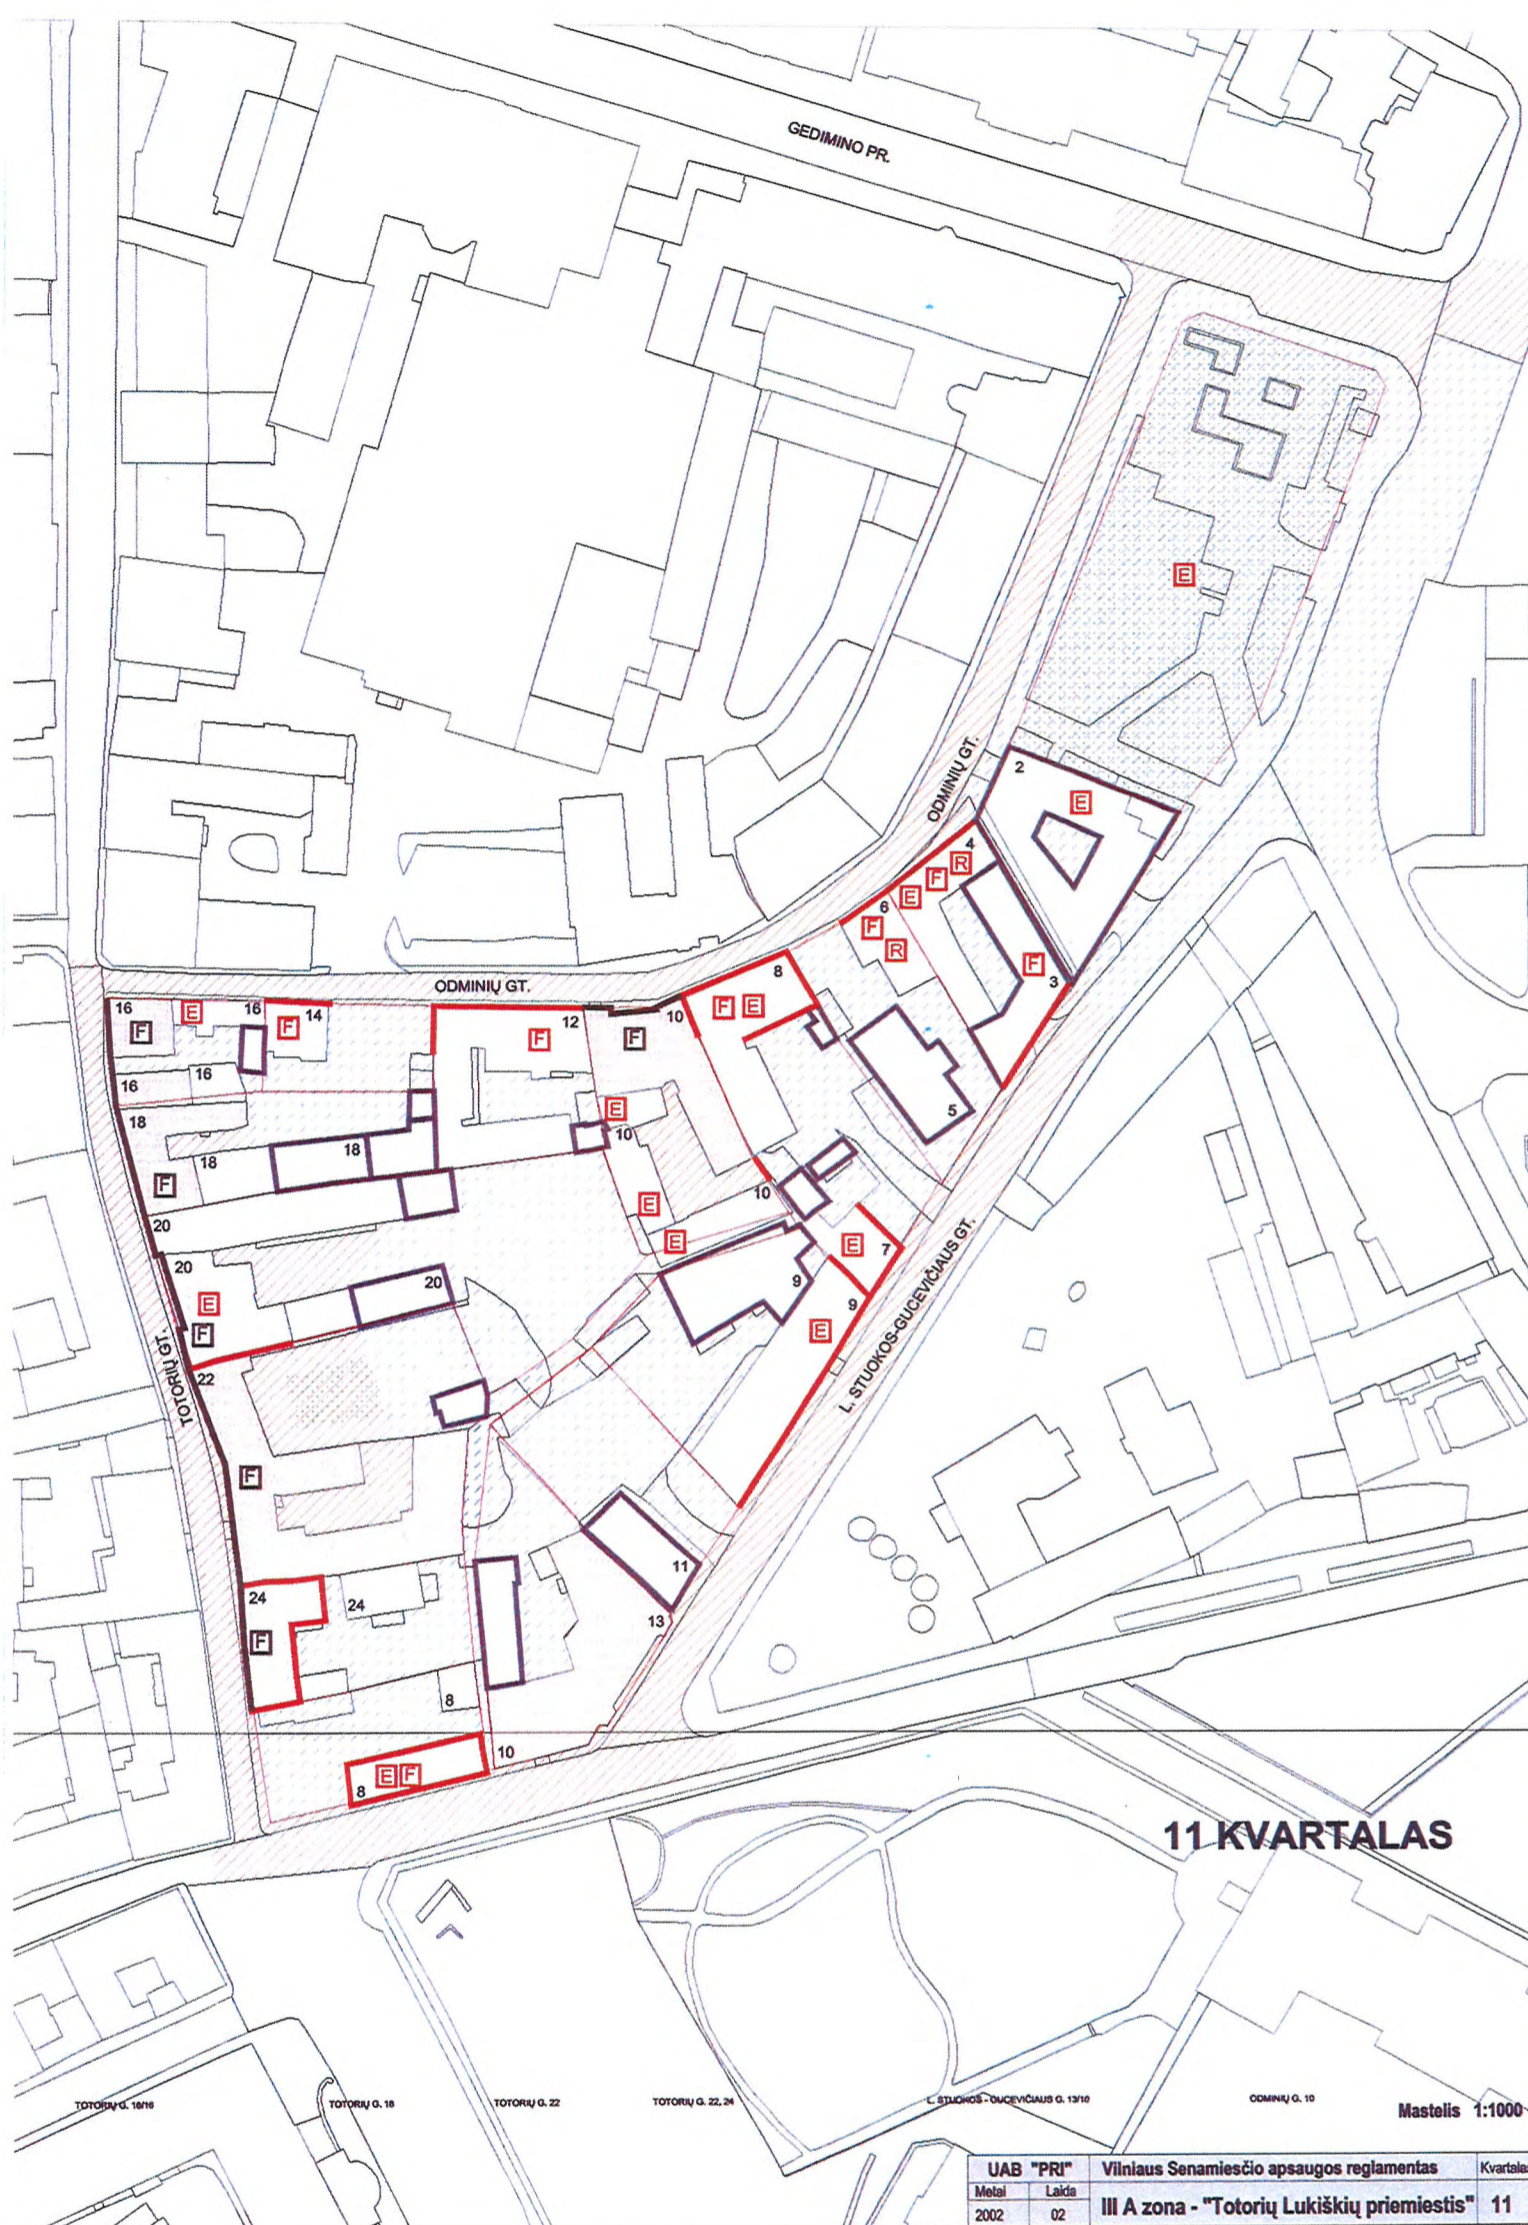 GEDIMINO PR.
E
ODMINIŲ GT.
2
E
4
R
F
E
6
F
R
F
3
8
F E
ODMINIŲ GT.
16
E
16
14
F
F
12
F
10
F
16
16
18
E
10
5
18
18
F
20
E
10
E
E
7
20
E
F
20
9
9
E
TOTORIŲ GT.
22
L. STUOKOS-GUCEVIČIAUS GT.
F
11
24
24
13
F
8
10
E F
8
11 KVARTALAS
TOTORIŲ G. 16/16
TOTORIŲ G. 18
TOTORIŲ G. 22
TOTORIŲ G. 22, 24
L. STUOKOS - GUCEVIČIAUS G. 13/10
ODMINIŲ G. 10
Mastelis 1:1000
UAB "PRI"
Vilniaus Senamiesčio apsaugos reglamentas
Kvartalas
Metai
Laida
III A zona - "Totorių Lukiškių priemiestis"
11
2002
02